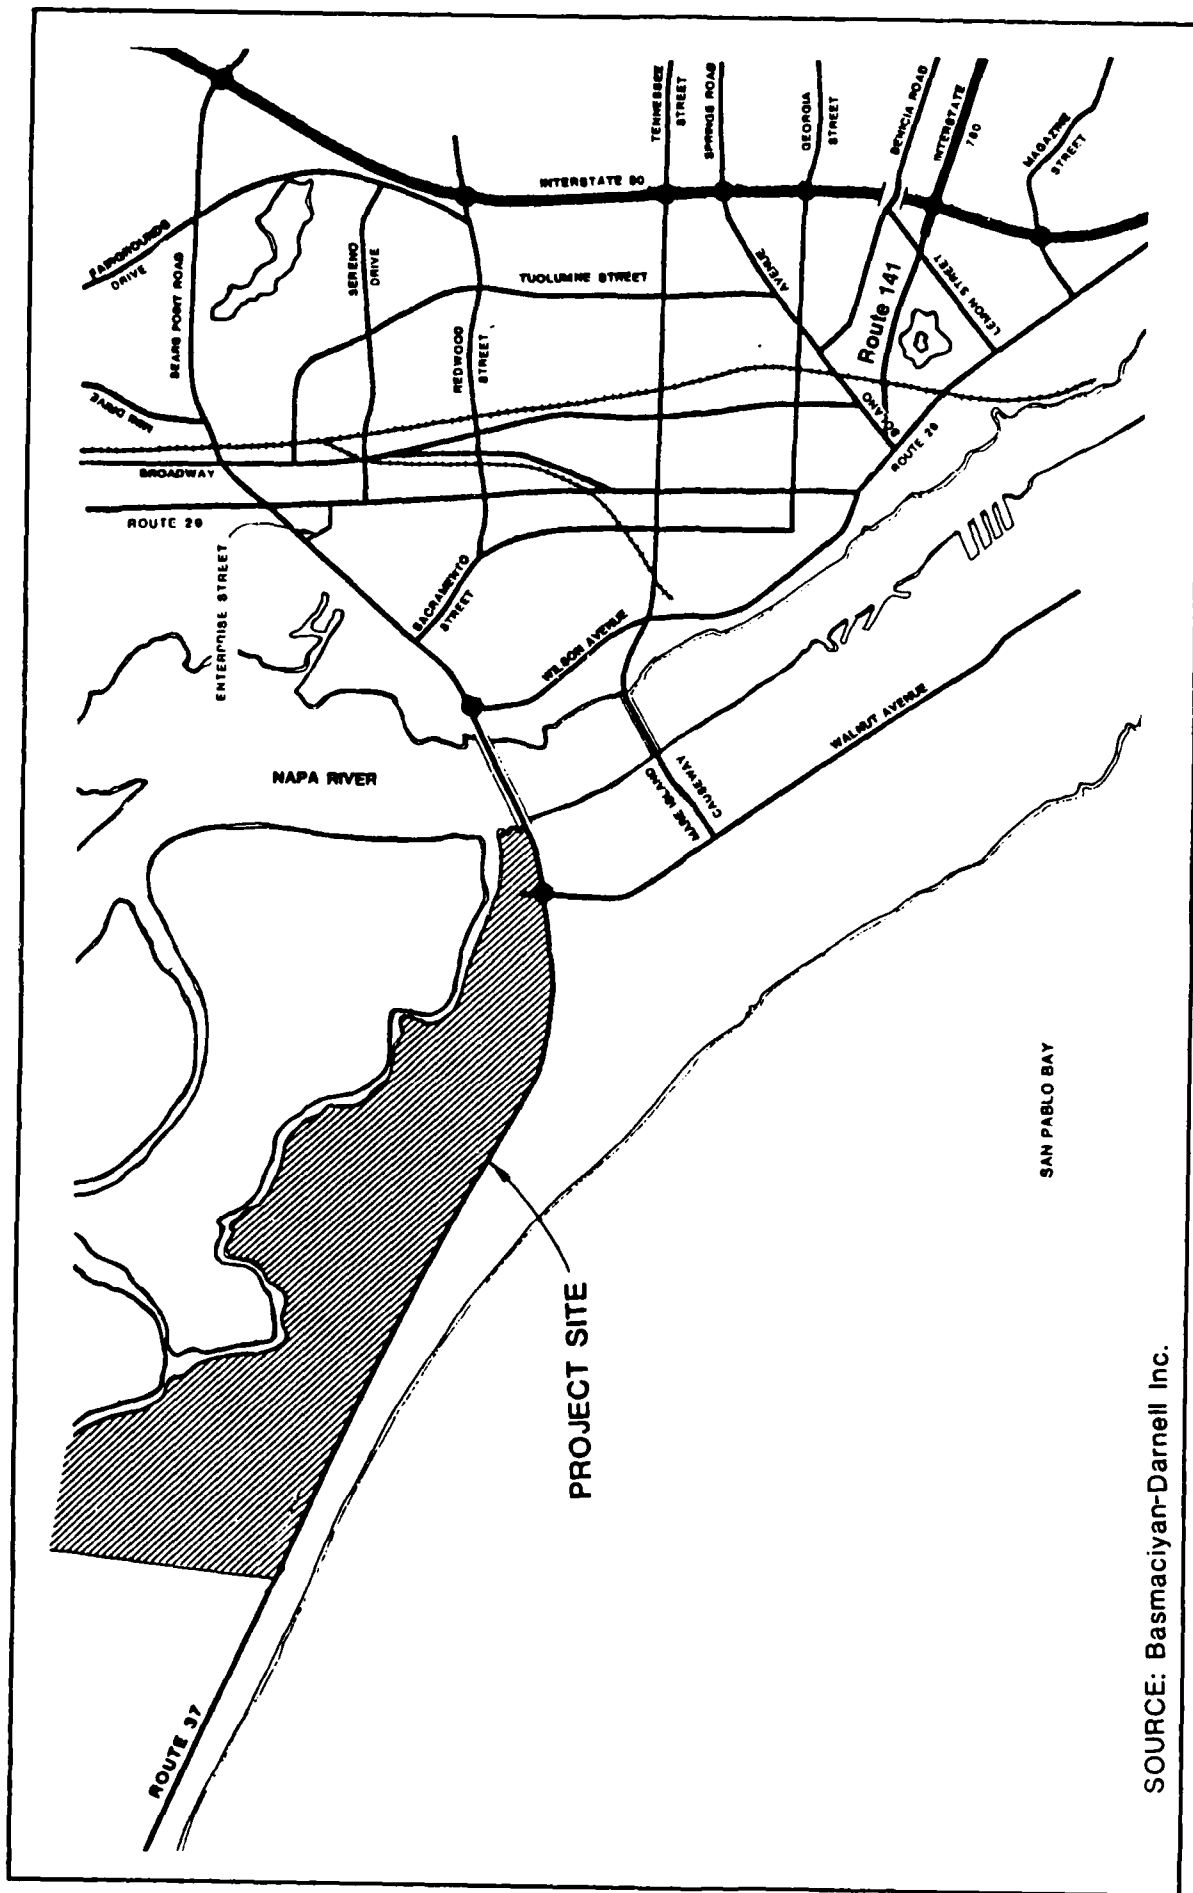 TENNESSEE
STREET
SPRINGS ROAD
GEORGIA
STREET
BENICIA ROAD
INTERSTATE
780
MAGAZINE
STREET
INTERSTATE 80
FAIRGROUNDS
DRIVE
SEARS POINT ROAD
SERENO
DRIVE
TUOLUMNE STREET
AVENUE
Route 141
LEMON STREET
REDWOOD
STREET
MINI DRIVE
BROADWAY
SOLANO
ROUTE 29
ROUTE 29
ENTERPRISE STREET
SACRAMENTO
STREET
WILSON AVENUE
NAPA RIVER
MARE ISLAND
CAUSEWAY
WALNUT AVENUE
SAN PABLO BAY
PROJECT SITE
ROUTE 37
SOURCE: Basmaciyan-Darnell Inc.